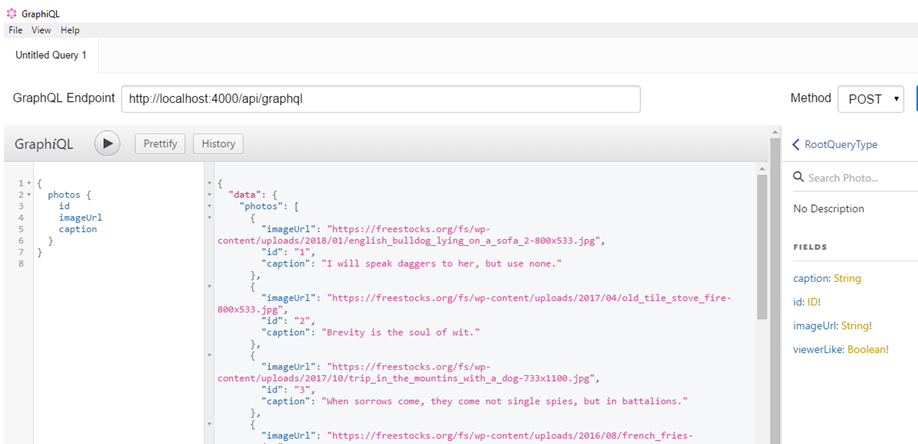 GraphiQL
File View Help
Untitled Query 1
GraphQL Endpoint http://localhost:4000/api/graphql Method POST
GraphiQL Prettify History
1 {
2 photos {
3 id
4 imageUrl
5 caption
6 }
7 }
8
{
"data": {
"photos": [
{
"imageUrl": "https://freestocks.org/fs/wp-
content/uploads/2018/01/english_bulldog_lying_on_a_sofa_2-800x533.jpg",
"id": "1",
"caption": "I will speak daggers to her, but use none."
},
{
"imageUrl": "https://freestocks.org/fs/wp-content/uploads/2017/04/old_tile_stove_fire-
800x533.jpg",
"id": "2",
"caption": "Brevity is the soul of wit."
},
{
"imageUrl": "https://freestocks.org/fs/wp-
content/uploads/2017/10/trip_in_the_mountins_with_a_dog-733x1100.jpg",
"id": "3",
"caption": "When sorrows come, they come not single spies, but in battalions."
},
{
"imageUrl": "https://freestocks.org/fs/wp-content/uploads/2016/08/french_fries-
RootQueryType
Search Photo...
No Description
FIELDS
caption: String
id: ID!
imageUrl: String!
viewerLike: Boolean!